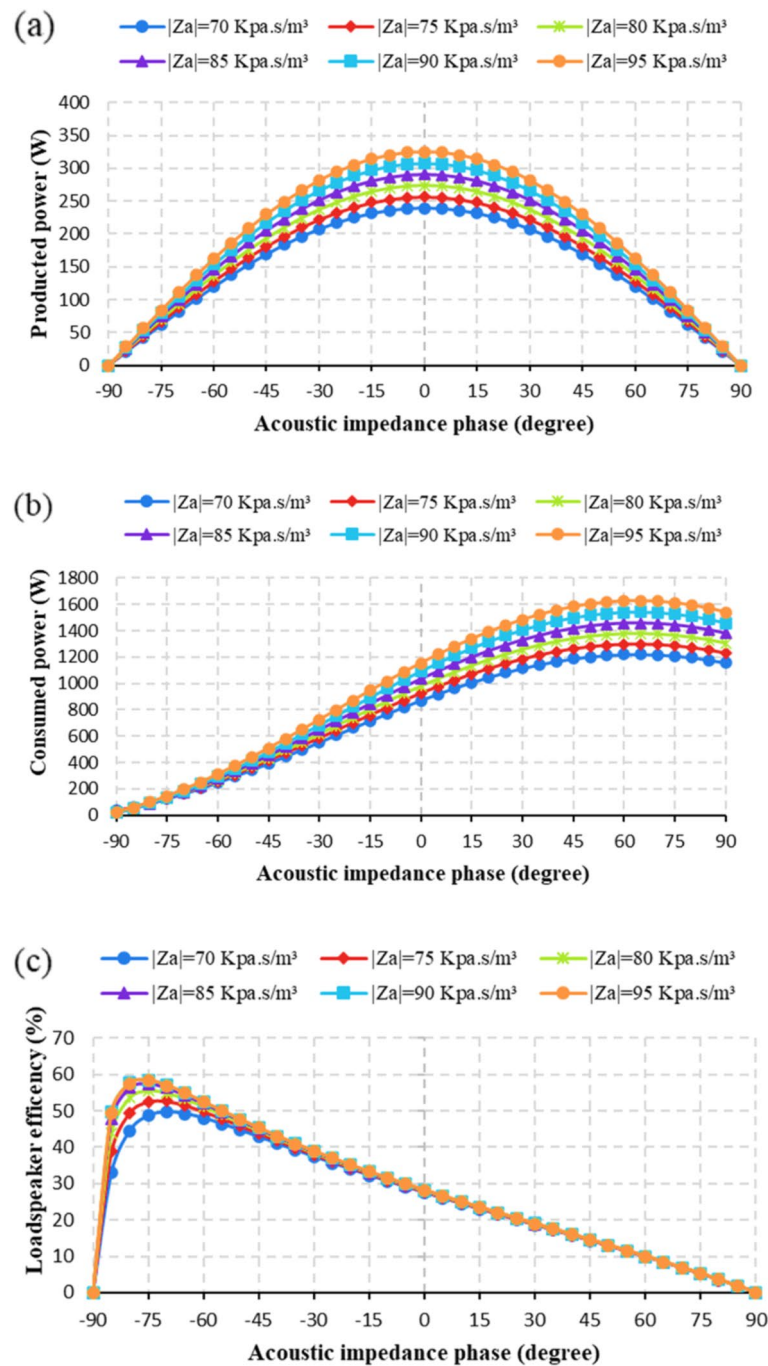 (a)
|Za|=70 Kpa.s/m³ |Za|=75 Kpa.s/m³ |Za|=80 Kpa.s/m³
|Za|=85 Kpa.s/m³ |Za|=90 Kpa.s/m³ |Za|=95 Kpa.s/m³
Producted power (W)
400
350
300
250
200
150
100
50
0
-90 -75 -60 -45 -30 -15 0 15 30 45 60 75 90
Acoustic impedance phase (degree)
(b)
|Za|=70 Kpa.s/m³ |Za|=75 Kpa.s/m³ |Za|=80 Kpa.s/m³
|Za|=85 Kpa.s/m³ |Za|=90 Kpa.s/m³ |Za|=95 Kpa.s/m³
Consumed power (W)
1800
1600
1400
1200
1000
800
600
400
200
0
-90 -75 -60 -45 -30 -15 0 15 30 45 60 75 90
Acoustic impedance phase (degree)
(c)
|Za|=70 Kpa.s/m³ |Za|=75 Kpa.s/m³ |Za|=80 Kpa.s/m³
|Za|=85 Kpa.s/m³ |Za|=90 Kpa.s/m³ |Za|=95 Kpa.s/m³
Loadspeaker efficency (%)
70
60
50
40
30
20
10
0
-90 -75 -60 -45 -30 -15 0 15 30 45 60 75 90
Acoustic impedance phase (degree)